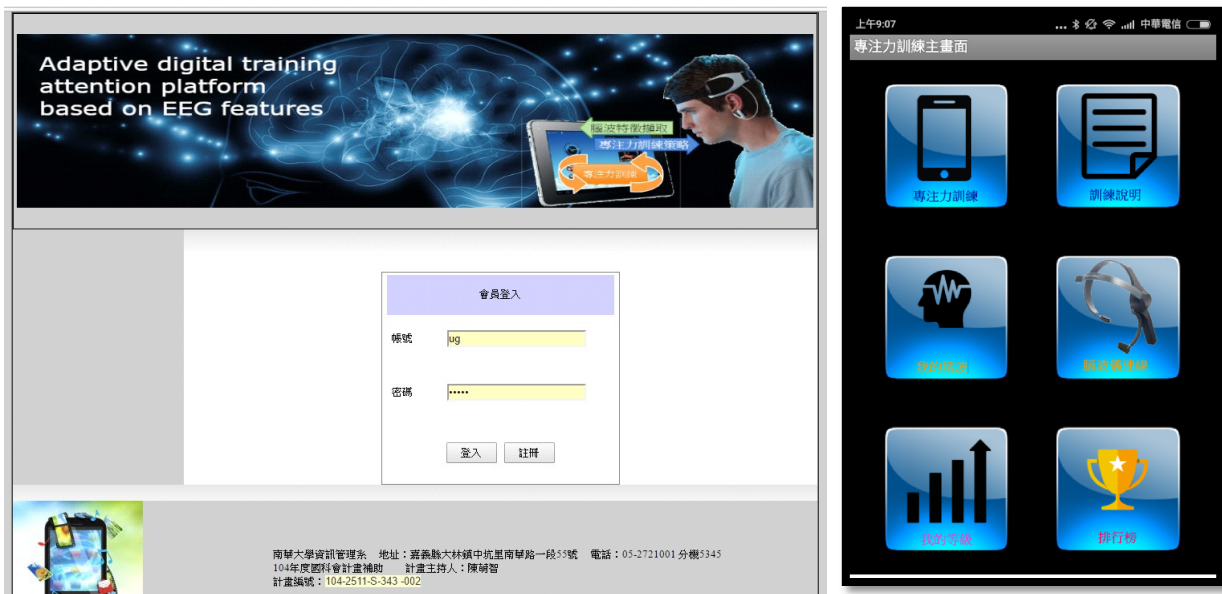 Adaptive digital training
attention platform
based on EEG features
腦波特徵擷取
專注力訓練策略
專注力訓練
會員登入
帳號 ug
密碼 •••••
登入 註冊
南華大學資訊管理系 地址：嘉義縣大林鎮中坑里南華路一段55號 電話：05-2721001 分機5345
104年度國科會計畫補助 計畫主持人：陳萌智
計畫編號：104-2511-S-343 -002
上午9:07 ... 中華電信
專注力訓練主畫面
專注力訓練 訓練說明
我的狀況 腦波儀連線
我的等級 排行榜